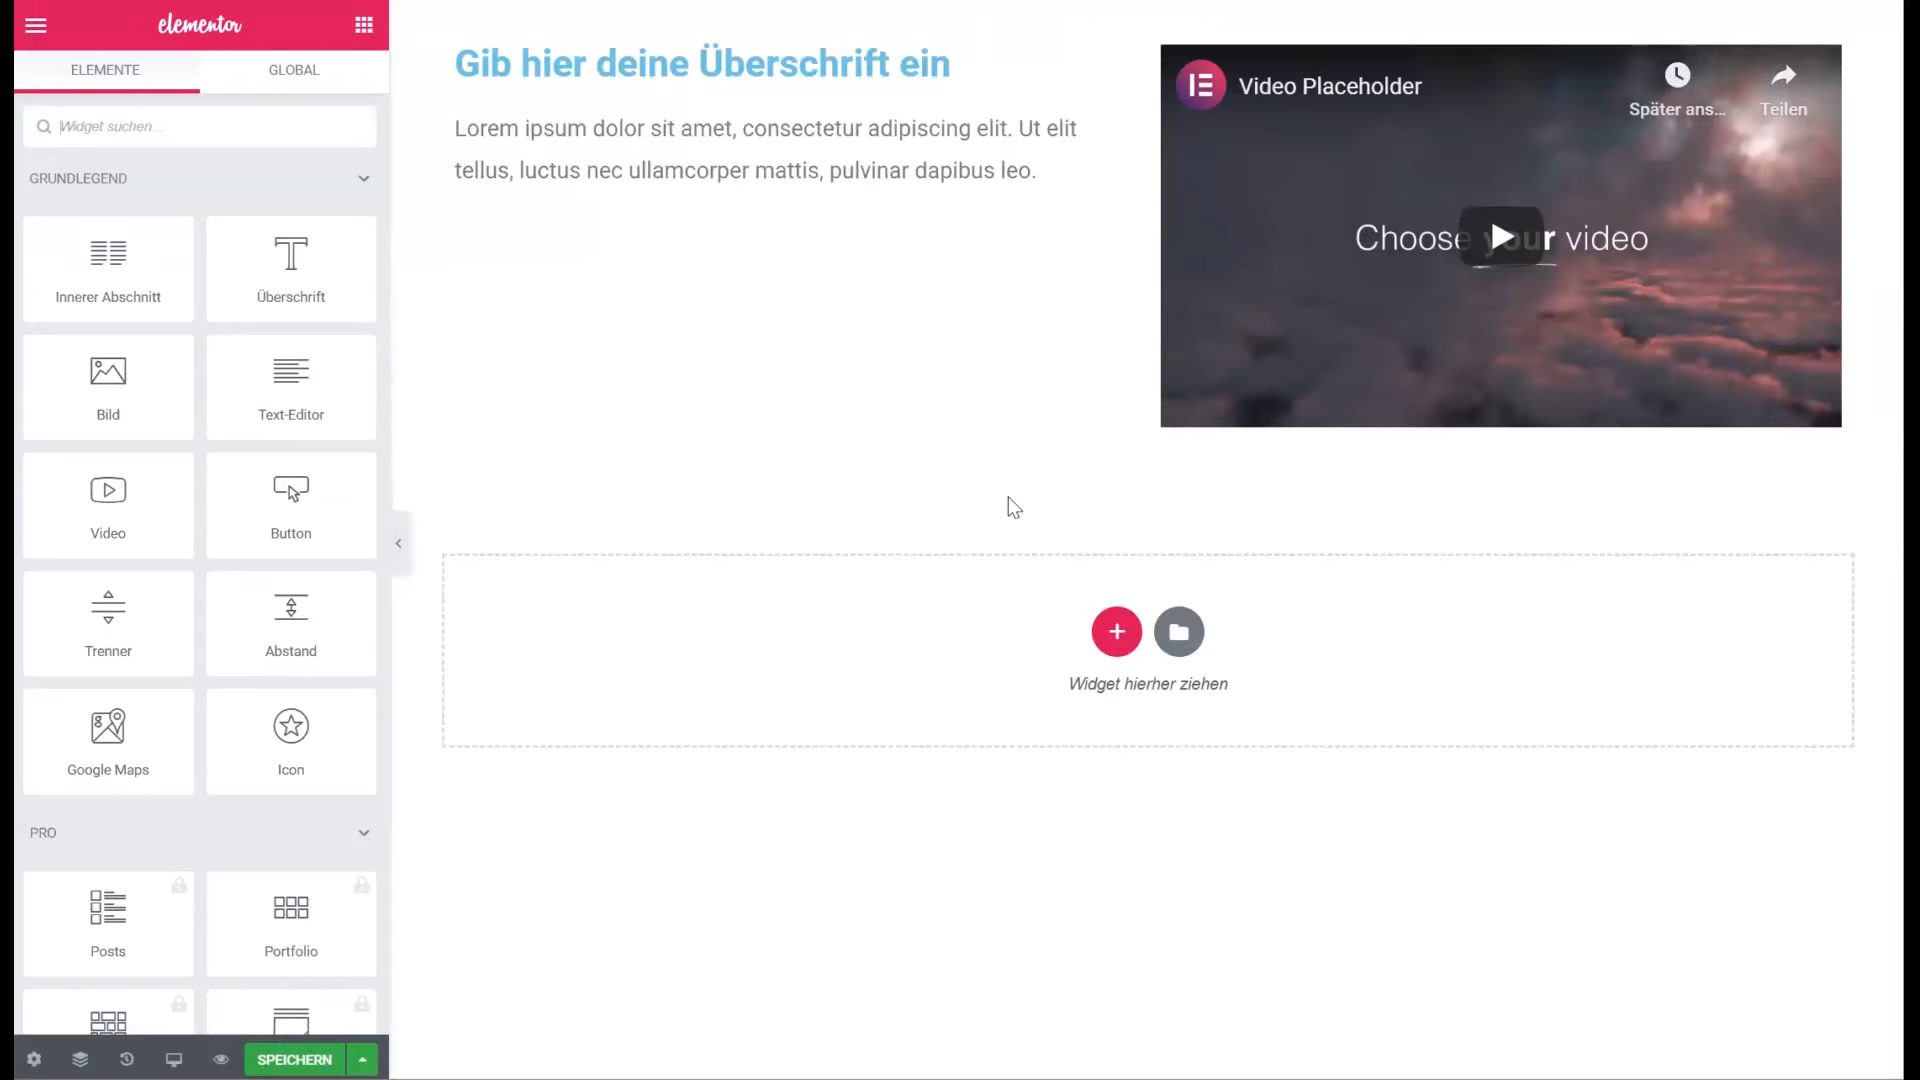 elementor
ELEMENTE
GLOBAL
Widget suchen...
GRUNDLEGEND
Innerer Abschnitt
Überschrift
Bild
Text-Editor
Video
Button
Trenner
Abstand
Google Maps
Icon
PRO
Posts
Portfolio
SPEICHERN
Gib hier deine Überschrift ein
Lorem ipsum dolor sit amet, consectetur adipiscing elit. Ut elit
tellus, luctus nec ullamcorper mattis, pulvinar dapibus leo.
Video Placeholder
Später ans...
Teilen
Choose your video
Widget hierher ziehen